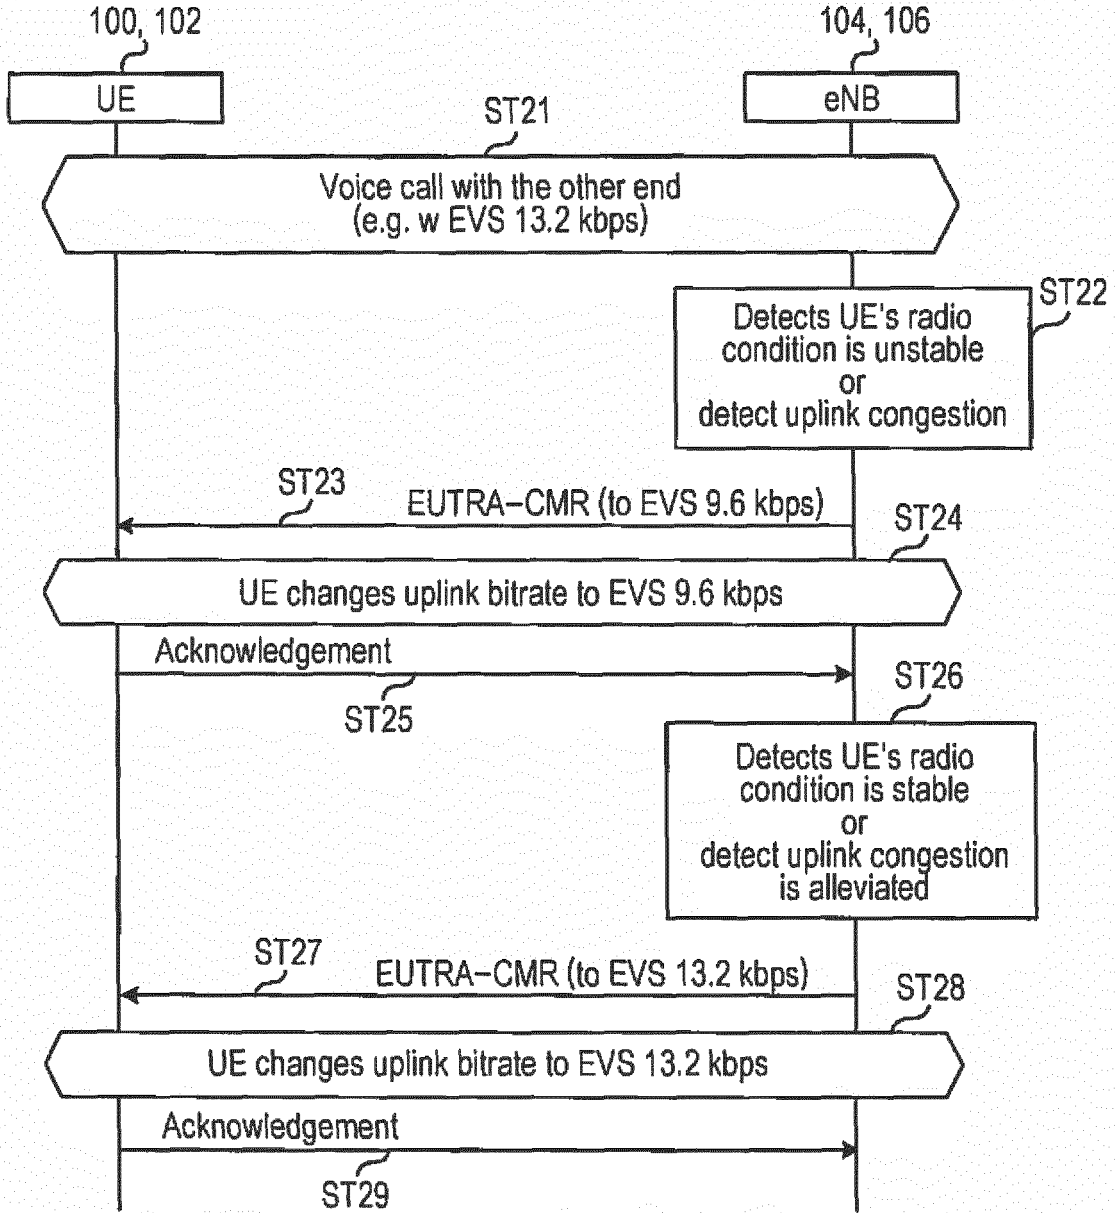 100, 102
104, 106
UE
eNB
ST21
Voice call with the other end
(e.g. w EVS 13.2 kbps)
ST22
Detects UE's radio
condition is unstable
or
detect uplink congestion
ST23
EUTRA–CMR (to EVS 9.6 kbps)
ST24
UE changes uplink bitrate to EVS 9.6 kbps
Acknowledgement
ST25
ST26
Detects UE's radio
condition is stable
or
detect uplink congestion
is alleviated
ST27
EUTRA–CMR (to EVS 13.2 kbps)
ST28
UE changes uplink bitrate to EVS 13.2 kbps
Acknowledgement
ST29